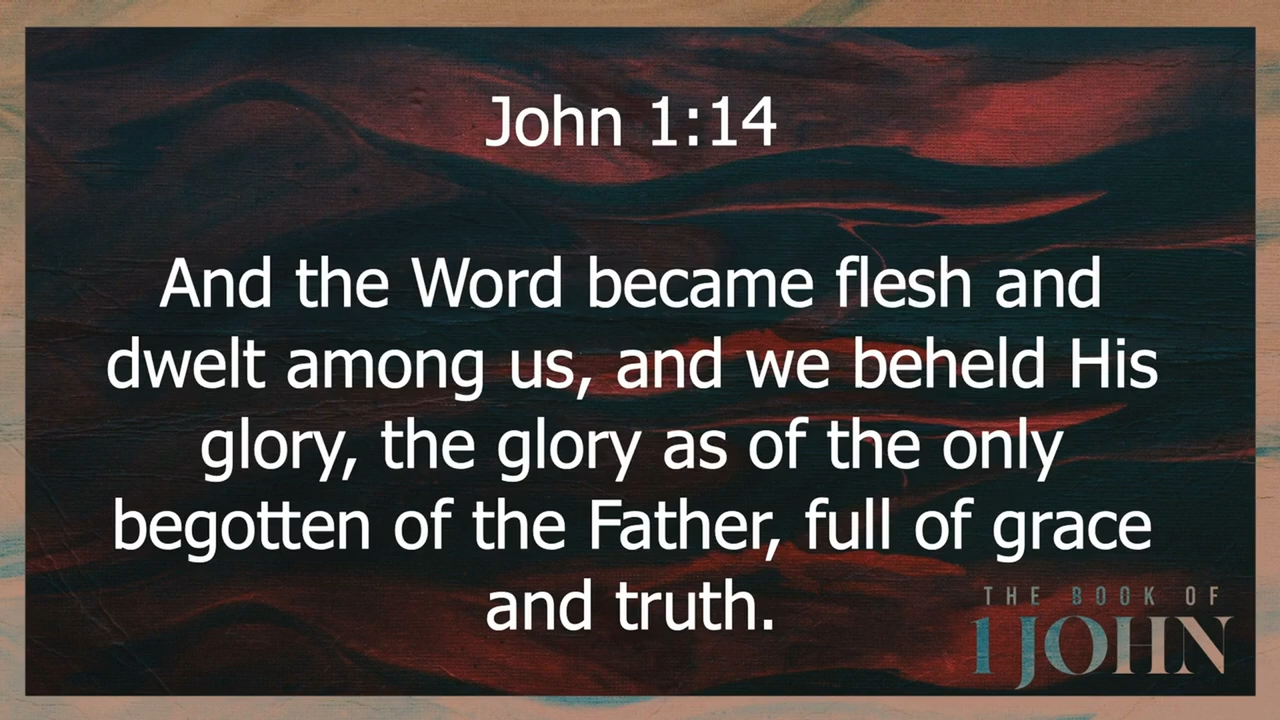 John 1:14
And the Word became flesh and
dwelt among us, and we beheld His
glory, the glory as of the only
begotten of the Father, full of grace
and truth.
THE BOOK OF
1 JOHN